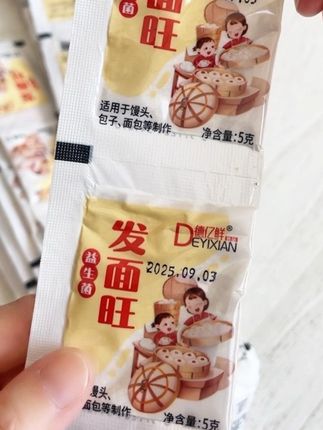 面旺
菌
适用于馒头、
包子、面包等制作
净含量:5克
德亿鲜®
DEYIXIAN
2025.09.03
发面旺
益生菌
馒头、
面包等制作
净含量:5克